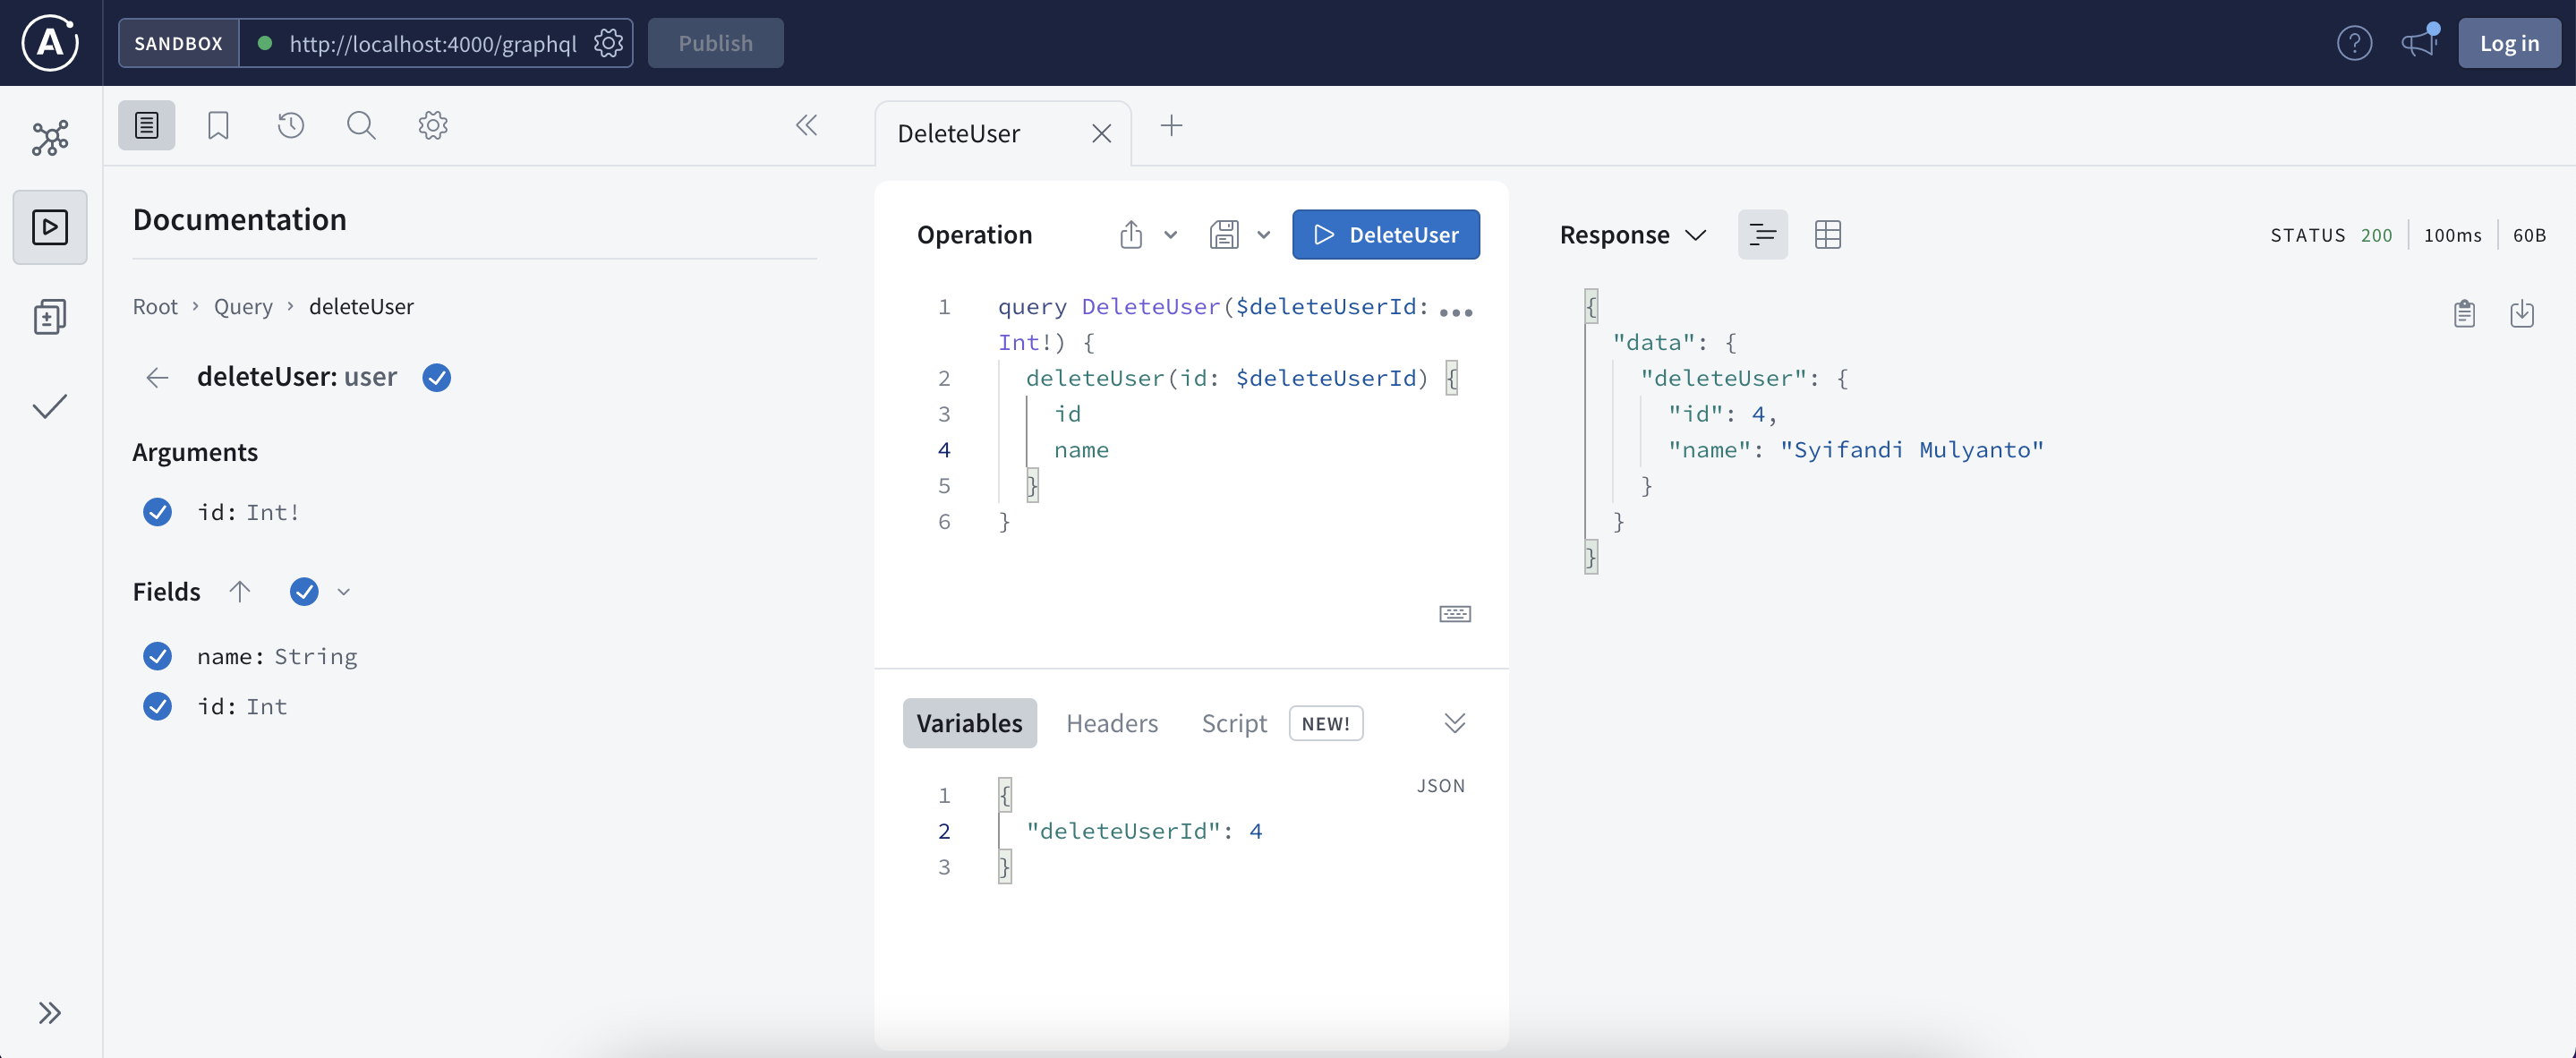 SANDBOX
http://localhost:4000/graphql
Publish
Log in
DeleteUser
Documentation
Root › Query › deleteUser
deleteUser: user
Arguments
id: Int!
Fields
name: String
id: Int
Operation
DeleteUser
1 query DeleteUser($deleteUserId:
Int!) {
2 deleteUser(id: $deleteUserId) {
3 id
4 name
5 }
6 }
Variables
Headers
Script
NEW!
JSON
1 {
2 "deleteUserId": 4
3 }
Response
STATUS 200
100ms
60B
{
"data": {
"deleteUser": {
"id": 4,
"name": "Syifandi Mulyanto"
}
}
}